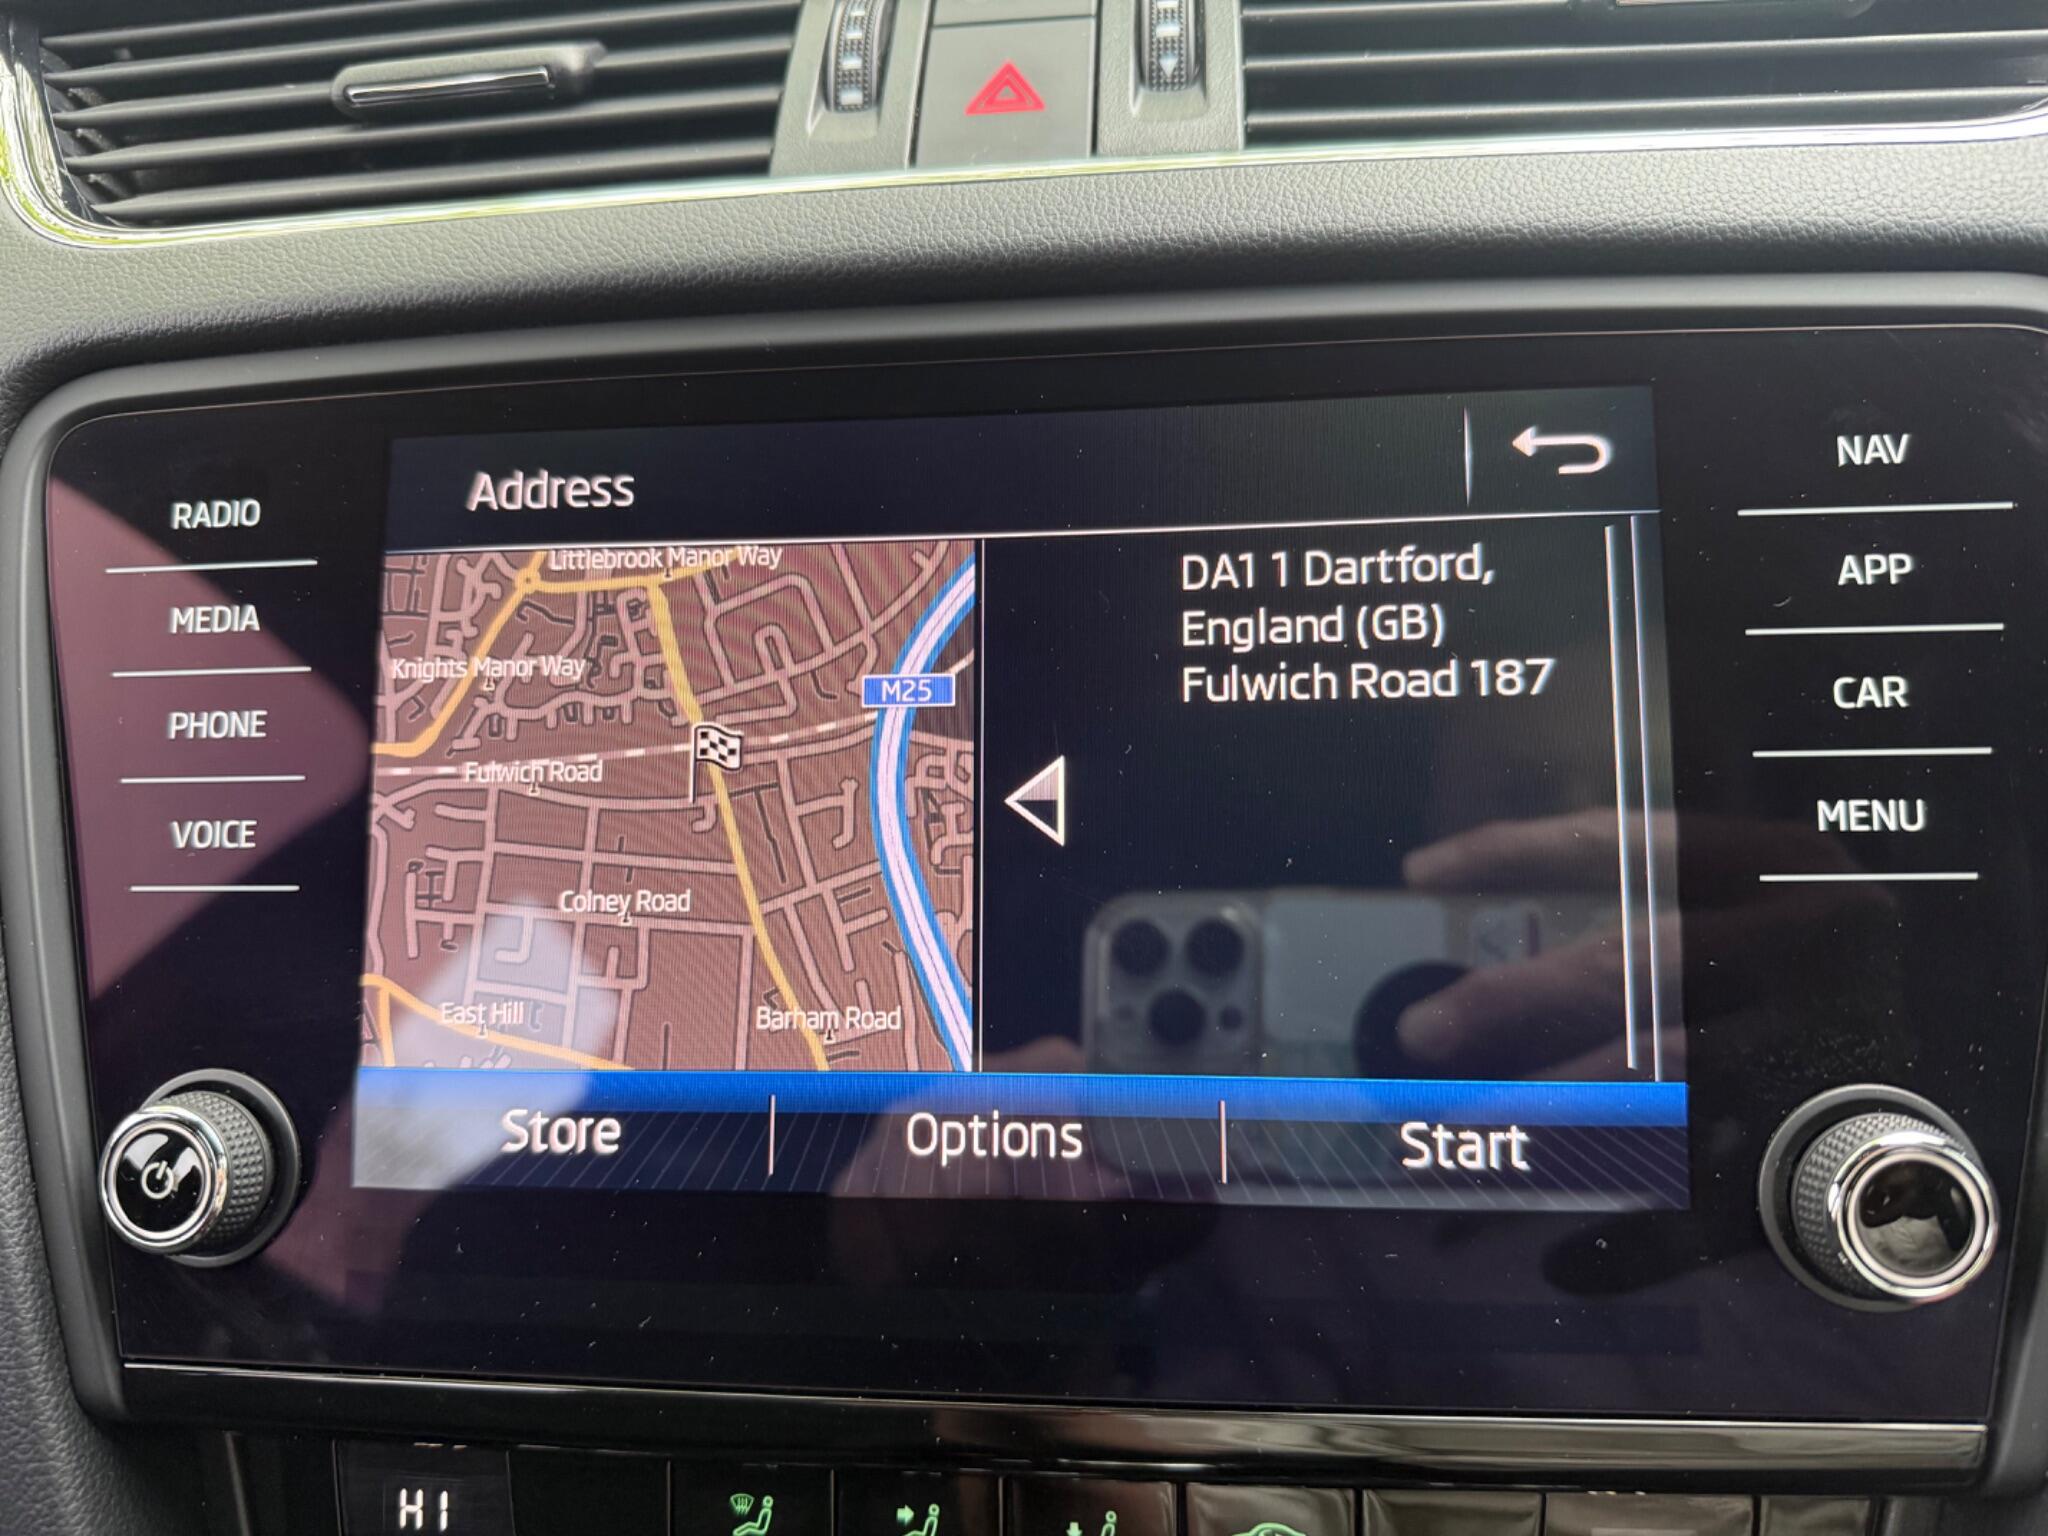 Address
NAV
RADIO
APP
MEDIA
CAR
PHONE
MENU
VOICE
Littlebrook Manor Way
Knights Manor Way
M25
Fulwich Road
Colney Road
East Hill
Barham Road
DA1 1 Dartford,
England (GB)
Fulwich Road 187
Store
Options
Start
HI